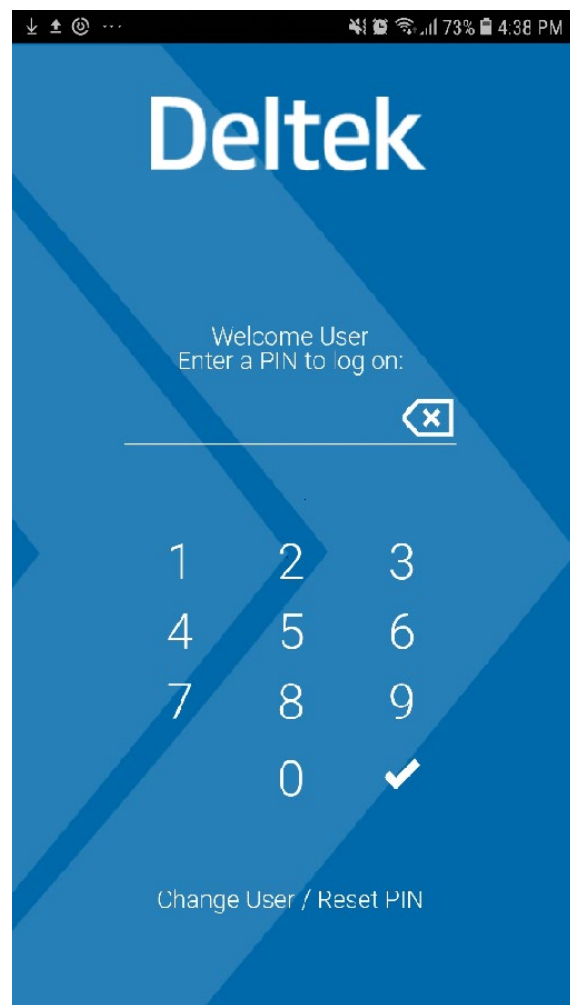 73% 4:38 PM
Deltek
Welcome User
Enter a PIN to log on:
1 2 3
4 5 6
7 8 9
0
Change User / Reset PIN